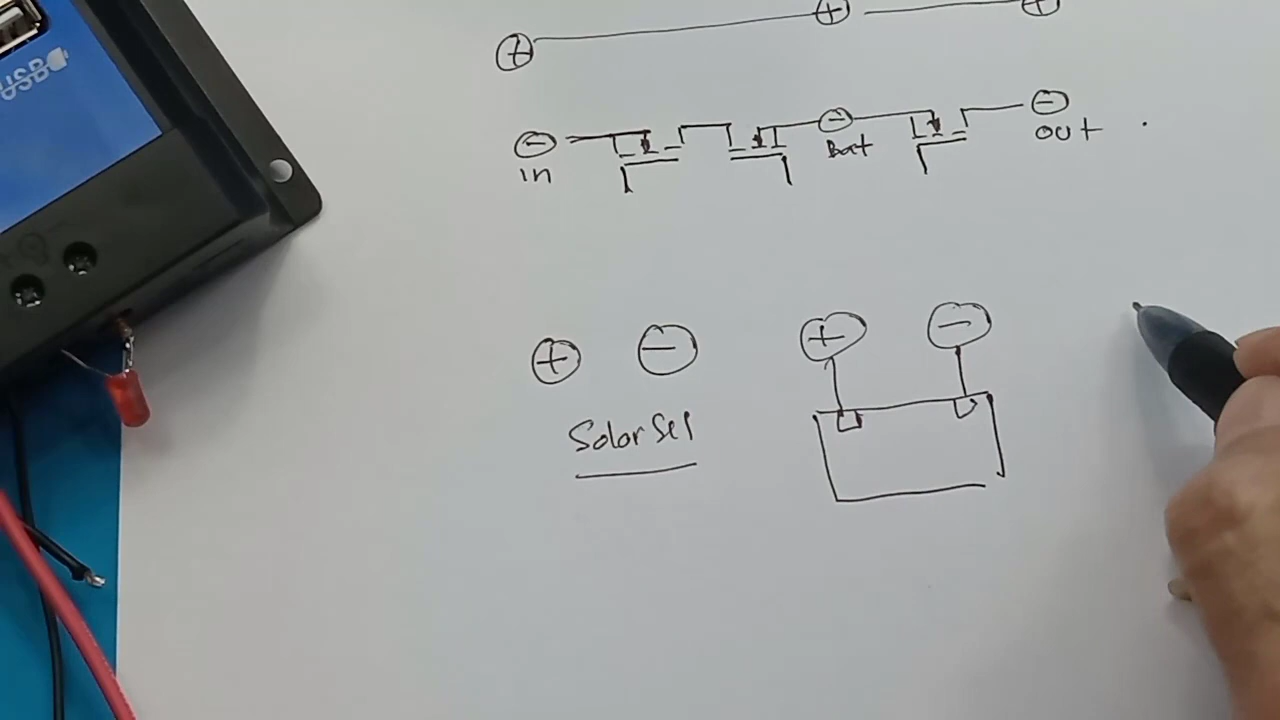 USB
+ + +
− − −
in Bat out
+ − + −
Solor Sel